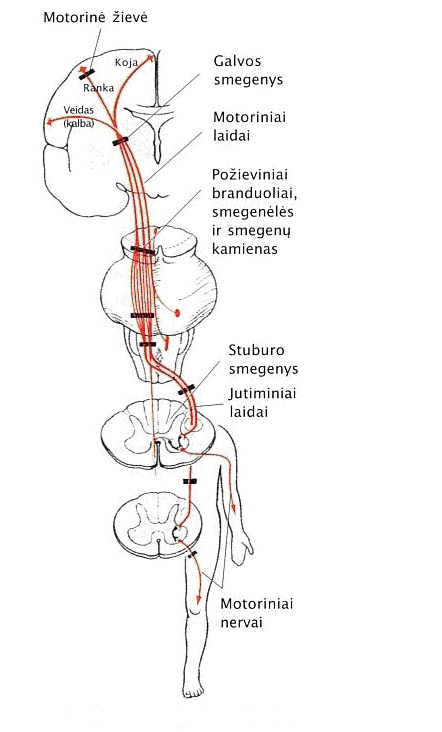 Motorinė žievė
Koja
Ranka
Veidas
(kalba)
Galvos
smegenys
Motoriniai
laidai
Požieviniai
branduoliai,
smegenėlės
ir smegenų
kamienas
Stuburo
smegenys
Jutiminiai
laidai
Motoriniai
nervai